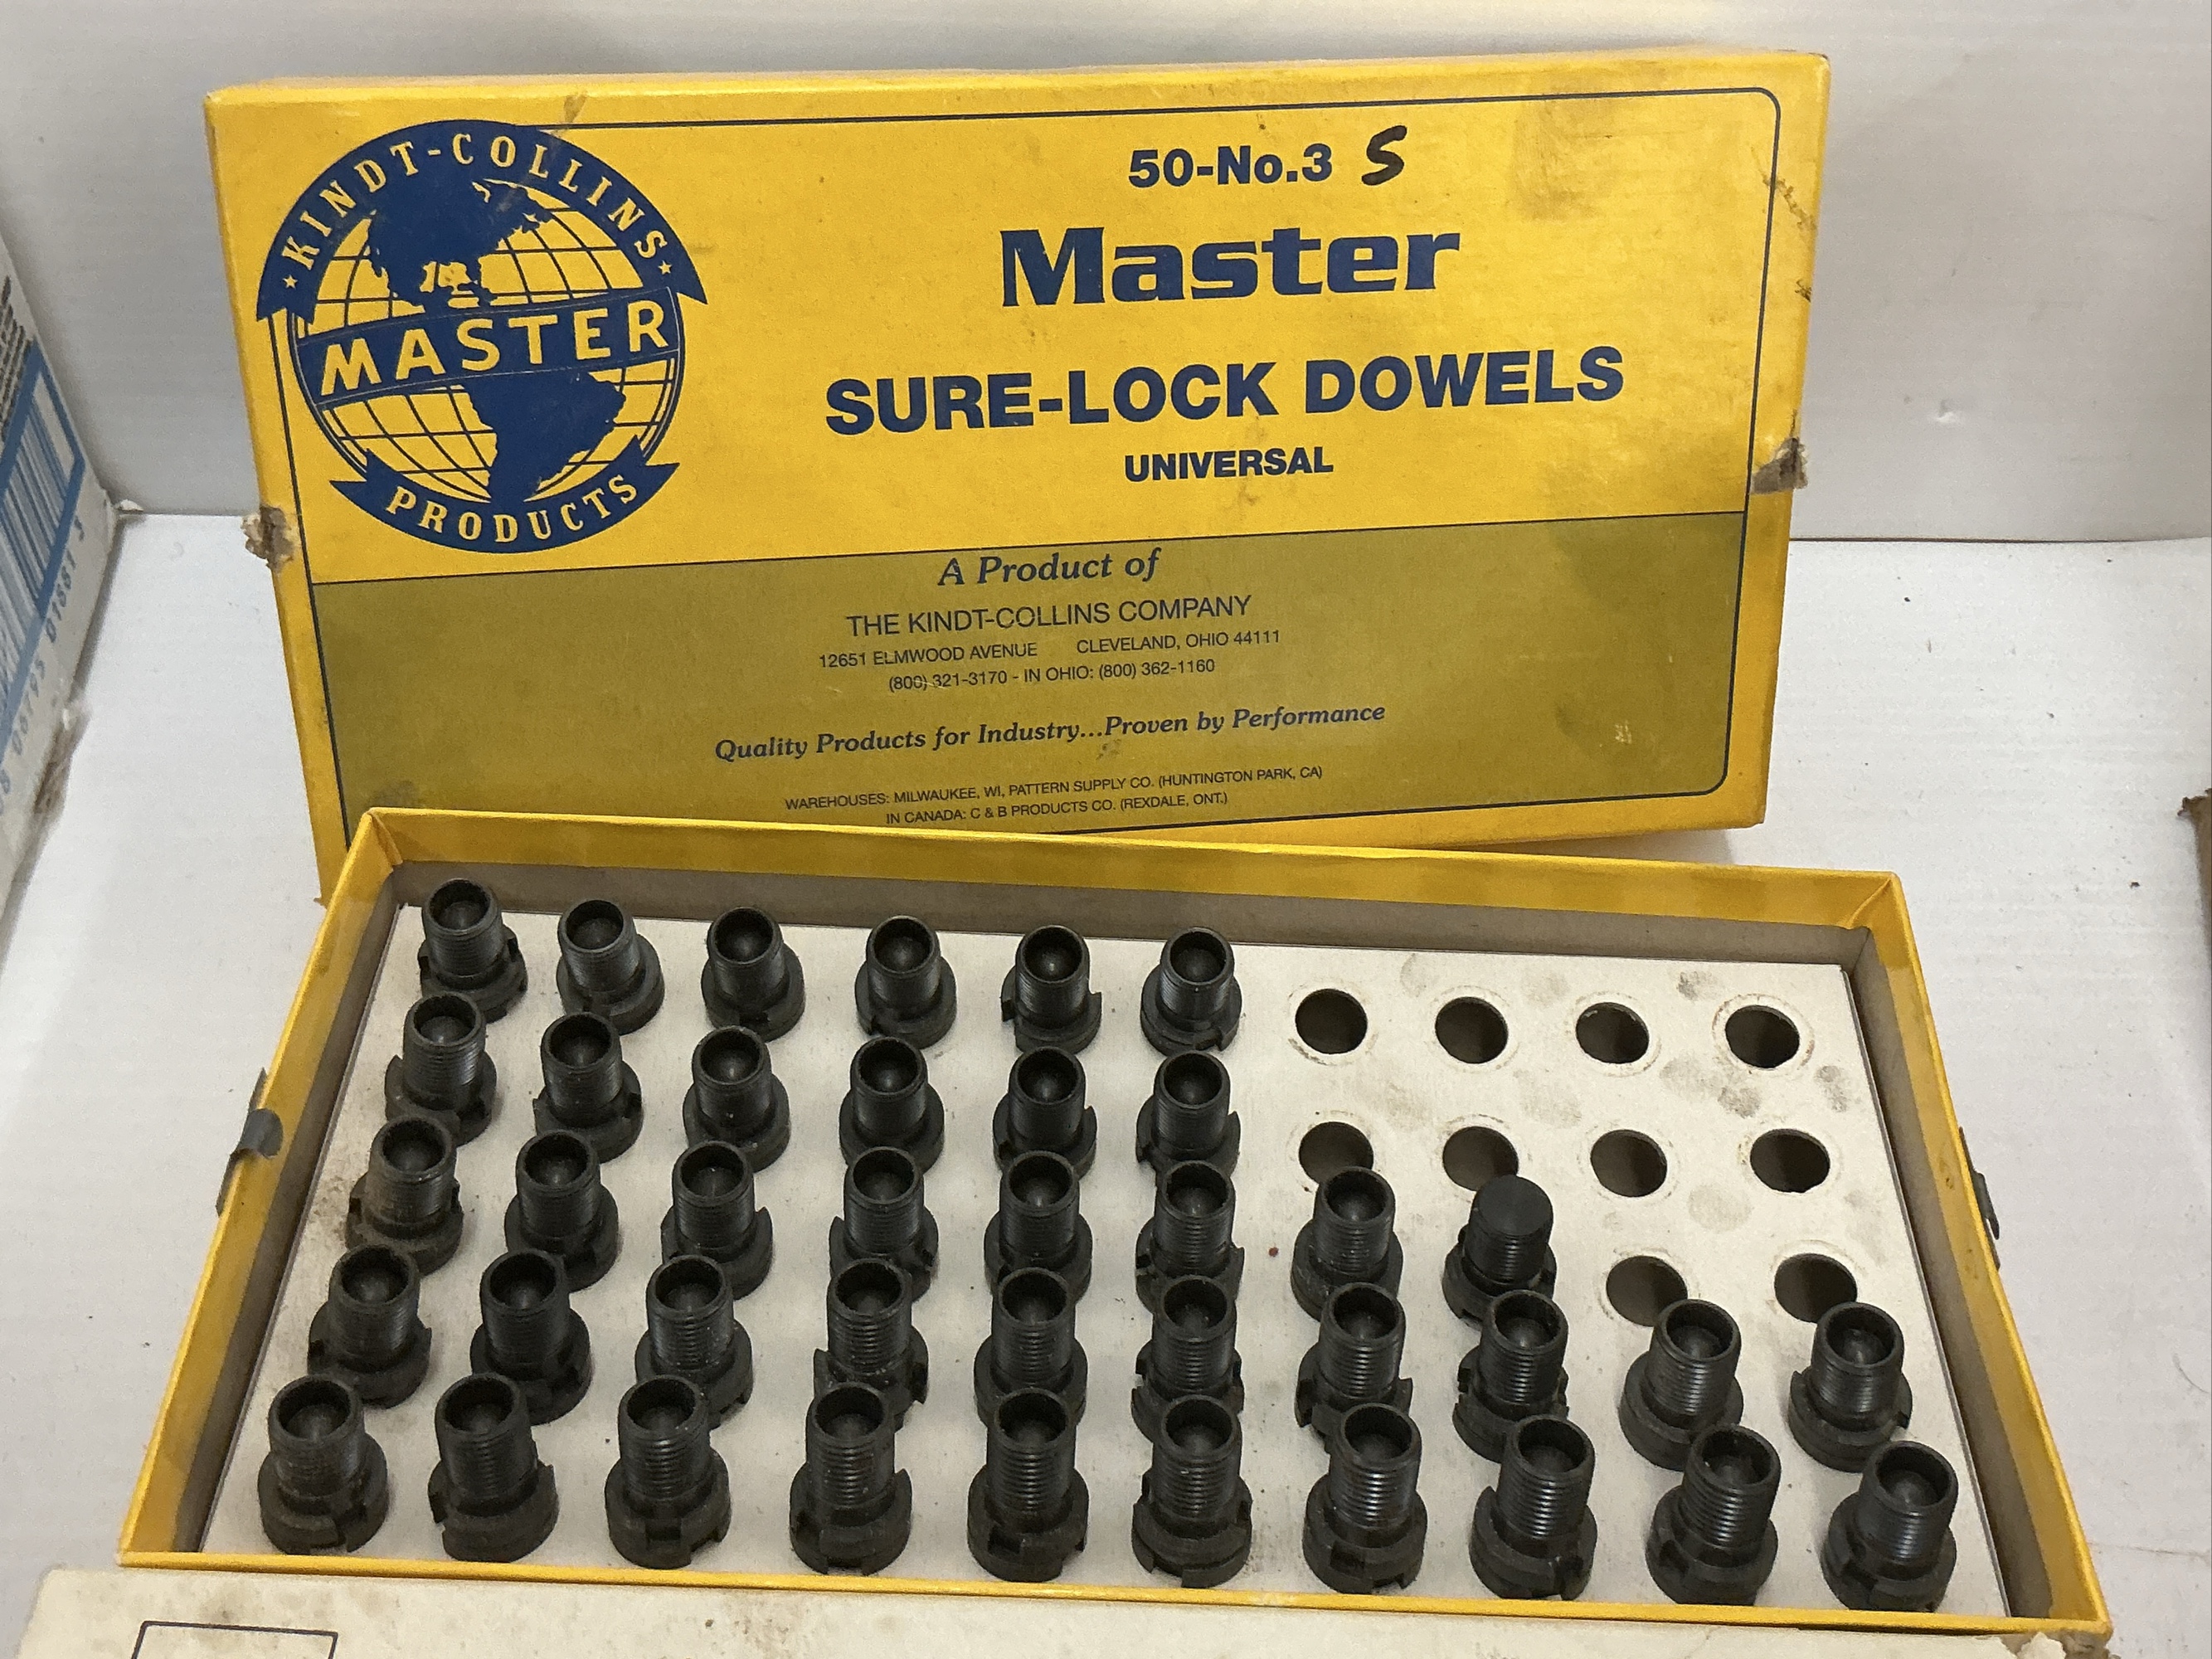 KINDT-COLLINS
MASTER
PRODUCTS
50-No.3 S
Master
SURE-LOCK DOWELS
UNIVERSAL
A Product of
THE KINDT-COLLINS COMPANY
12651 ELMWOOD AVENUE CLEVELAND, OHIO 44111
(800) 321-3170 - IN OHIO: (800) 362-1160
Quality Products for Industry...Proven by Performance
WAREHOUSES: MILWAUKEE, WI, PATTERN SUPPLY CO. (HUNTINGTON PARK, CA)
IN CANADA: C & B PRODUCTS CO. (REXDALE, ONT.)